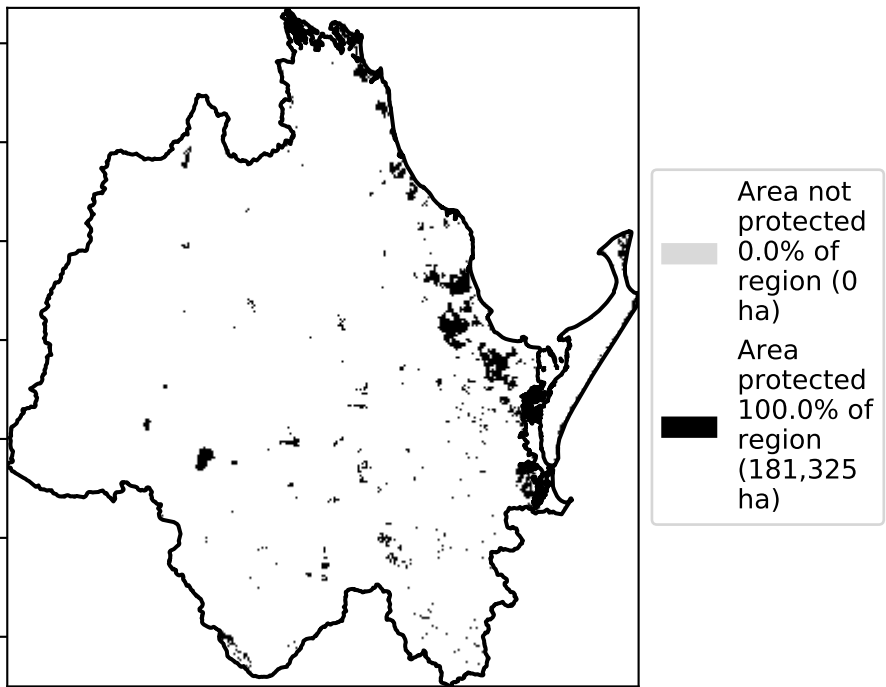 Area not
protected
0.0% of
region (0
ha)
Area
protected
100.0% of
region
(181,325
ha)